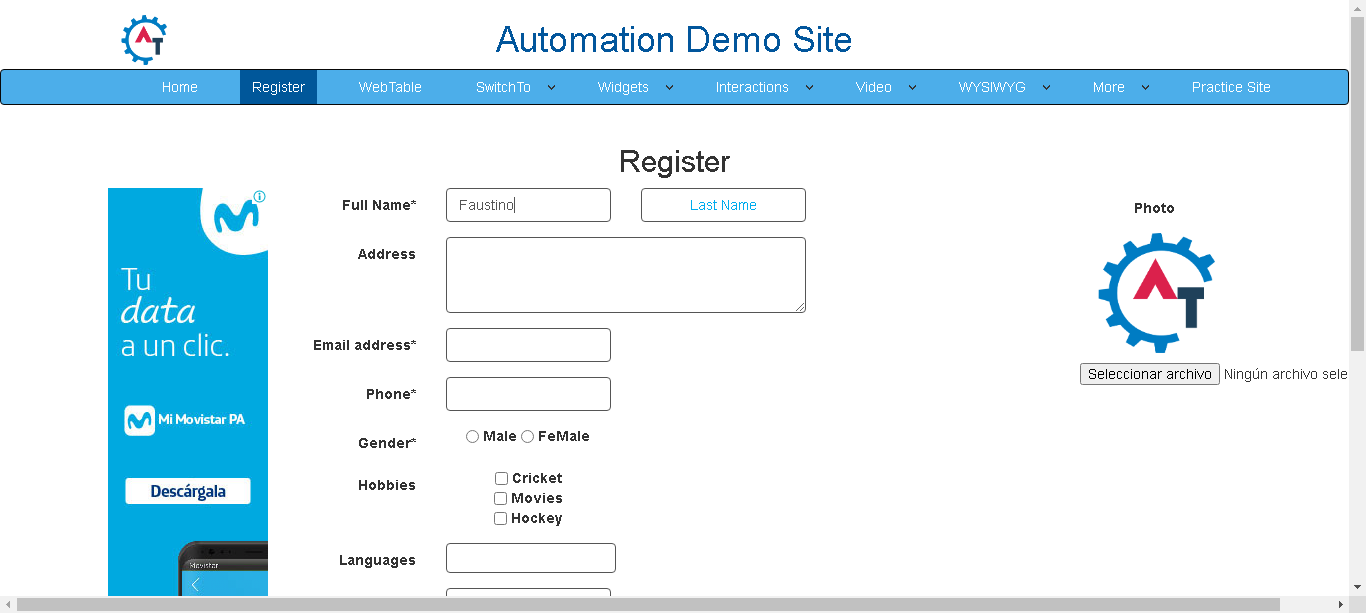 AT
Automation Demo Site
Home Register WebTable SwitchTo Widgets Interactions Video WYSIWYG More Practice Site
Register
Full Name* Faustino Last Name
Photo
Address
AT
Tu
data
a un clic.
Email address*
Seleccionar archivo Ningún archivo sele
Phone*
Mi Movistar PA
Gender* Male FeMale
Hobbies Cricket
Movies
Hockey
Descárgala
Languages
Movistar